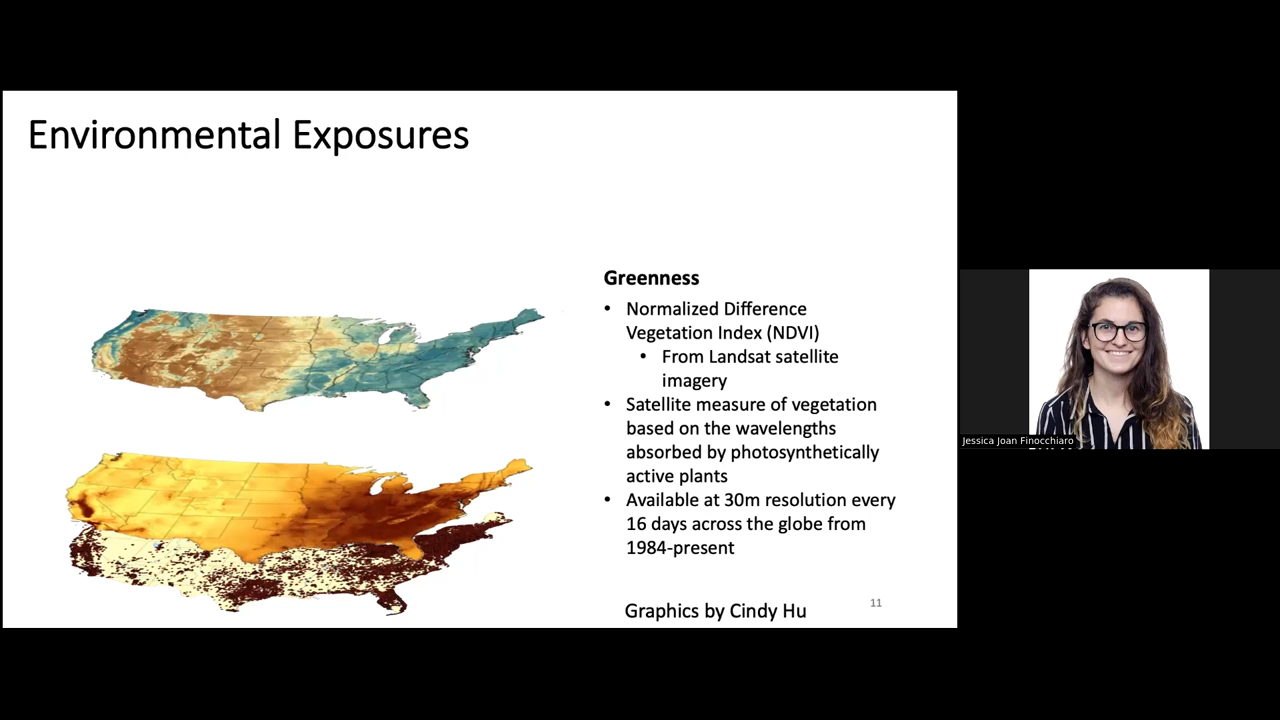 Environmental Exposures
Greenness
• Normalized Difference
Vegetation Index (NDVI)
• From Landsat satellite
imagery
• Satellite measure of vegetation
based on the wavelengths
absorbed by photosynthetically
active plants
• Available at 30m resolution every
16 days across the globe from
1984-present
Graphics by Cindy Hu
11
Jessica Joan Finocchiaro